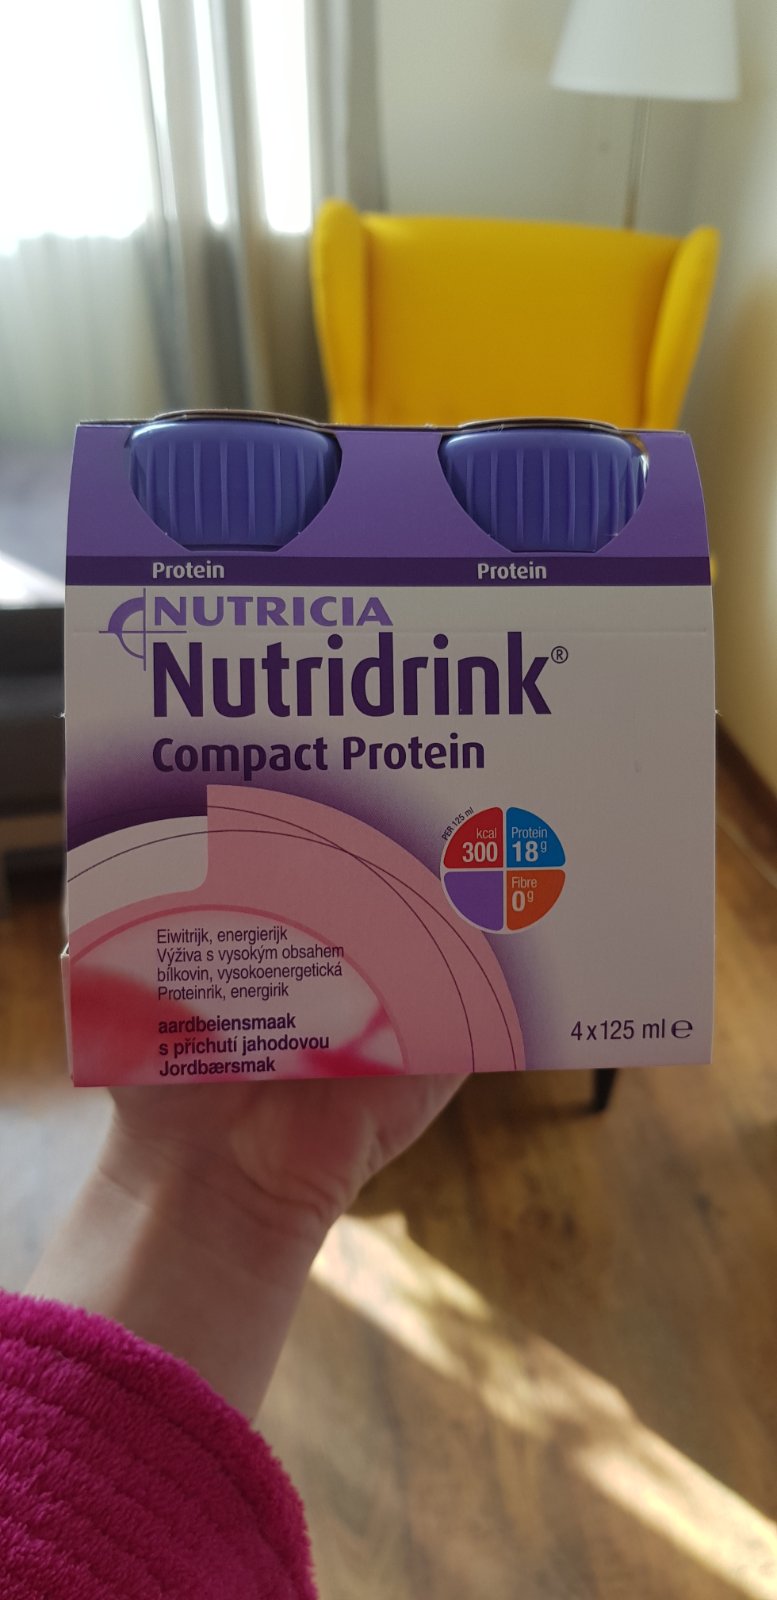 Protein
Protein
NUTRICIA
Nutridrink®
Compact Protein
PER 125 ml
kcal
300
Protein
18g
Fibre
0g
Eiwitrijk, energierijk
Výživa s vysokým obsahem
bílkovin, vysokoenergetická
Proteinrik, energirik
aardbeiensmaak
s příchutí jahodovou
Jordbærsmak
4 x 125 ml ℮